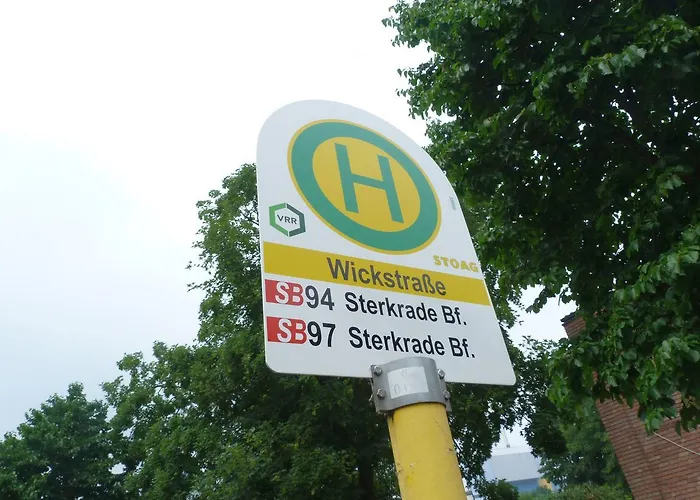 H
VRR
STOAG
Wickstraße
SB94 Sterkrade Bf.
SB97 Sterkrade Bf.